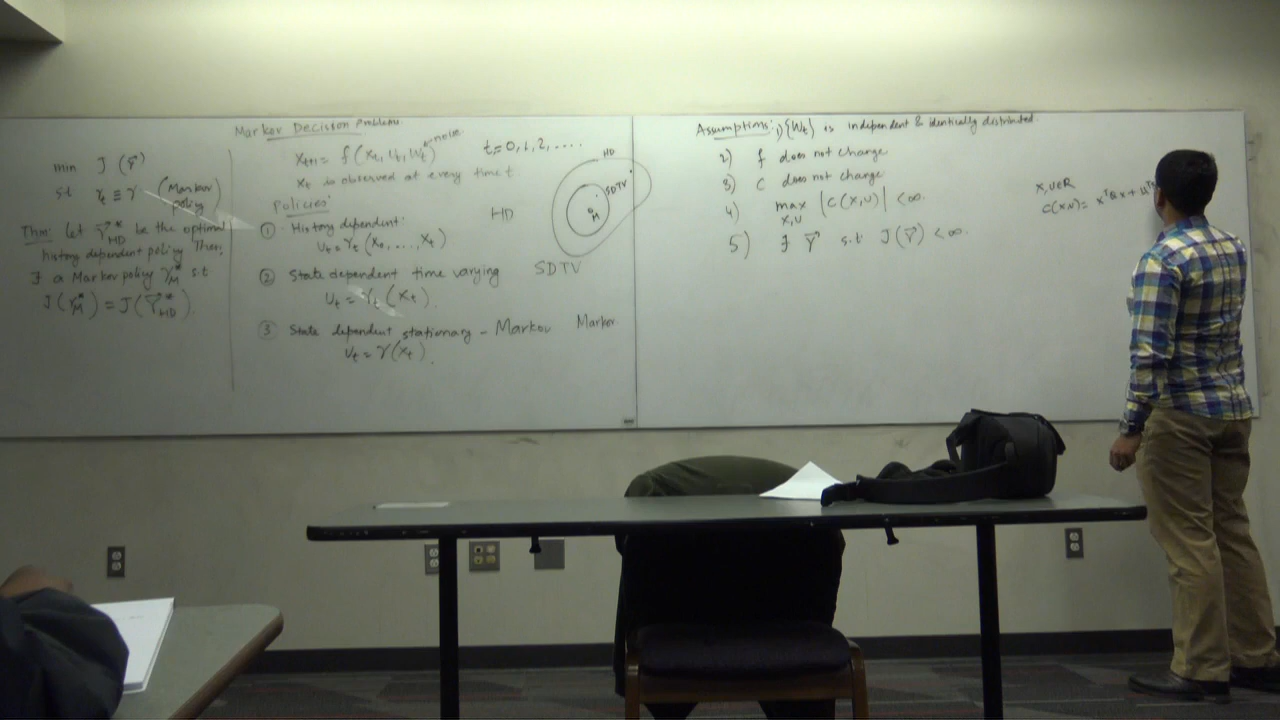 min J (γ̄)
s.t γt ≡ γ (Markov policy)
Thm: Let γ̄*HD be the optimal
history dependent policy. Then,
∃ a Markov policy γ*M s.t
J(γ*M) = J(γ̄*HD).
Markov Decision Problems.
xt+1 = f(xt, ut, wt) noise t=0,1,2,....
xt is observed at every time t.
Policies:
① History dependent:
ut = γt (x0, ..., xt)
② State dependent time varying
ut = γt (xt).
③ State dependent stationary - Markov Markov
ut = γ(xt).
HD
SDTV
M
HD
SDTV
Assumptions: 1) {Wt} is independent & identically distributed.
2) f does not change
3) c does not change
4) max x,u |c(x,u)| < ∞.
5) ∃ γ̄ s.t J(γ̄) < ∞.
x,u∈R
c(x,u) = xᵀQx + uᵀ